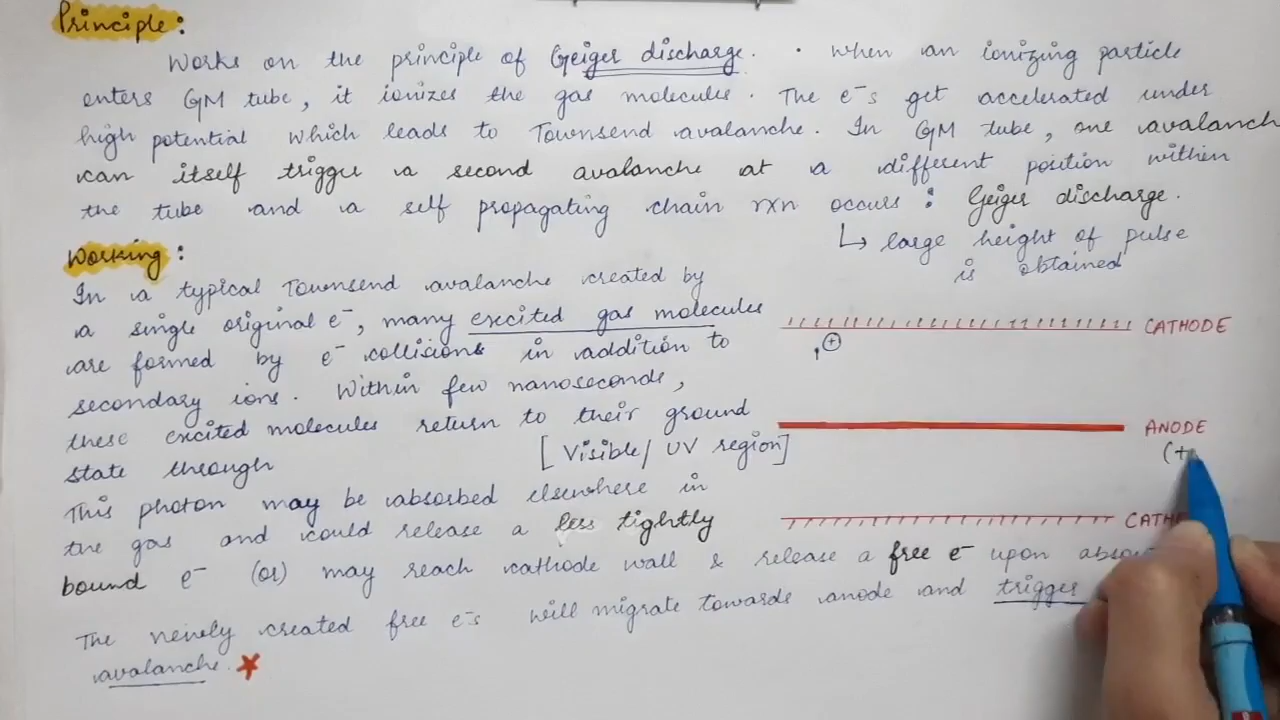 Principle:
Works on the principle of Geiger discharge. · When an ionizing particle
enters GM tube, it ionizes the gas molecules. The e⁻s get accelerated under
high potential which leads to Townsend avalanche. In GM tube, one avalanch
can itself trigger a second avalanche at a different position within
the tube and a self propagating chain rxn occurs : Geiger discharge.
↳ large height of pulse
is obtained
Working:
In a typical Townsend avalanche created by
a single original e⁻, many excited gas molecules
are formed by e⁻ collisions in addition to
secondary ions. Within few nanoseconds,
these excited molecules return to their ground
state through [Visible/ UV region]
This photon may be absorbed elsewhere in
the gas and could release a less tightly
bound e⁻ (or) may reach cathode wall & release a free e⁻ upon
The newly created free e⁻s will migrate towards anode and trigger
avalanche.
CATHODE
(+)
ANODE
(+